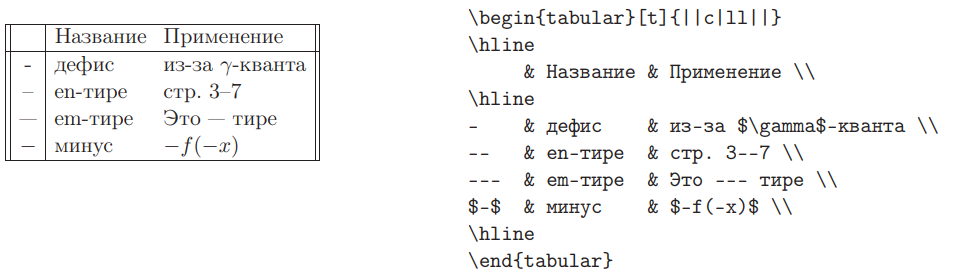 Название Применение
- дефис из-за γ-кванта
– en-тире стр. 3–7
— em-тире Это — тире
− минус −f(−x)
\begin{tabular}[t]{||c|ll||}
\hline
& Название & Применение \\
\hline
- & дефис & из-за $\gamma$-кванта \\
-- & en-тире & стр. 3--7 \\
--- & em-тире & Это --- тире \\
$-$ & минус & $-f(-x)$ \\
\hline
\end{tabular}